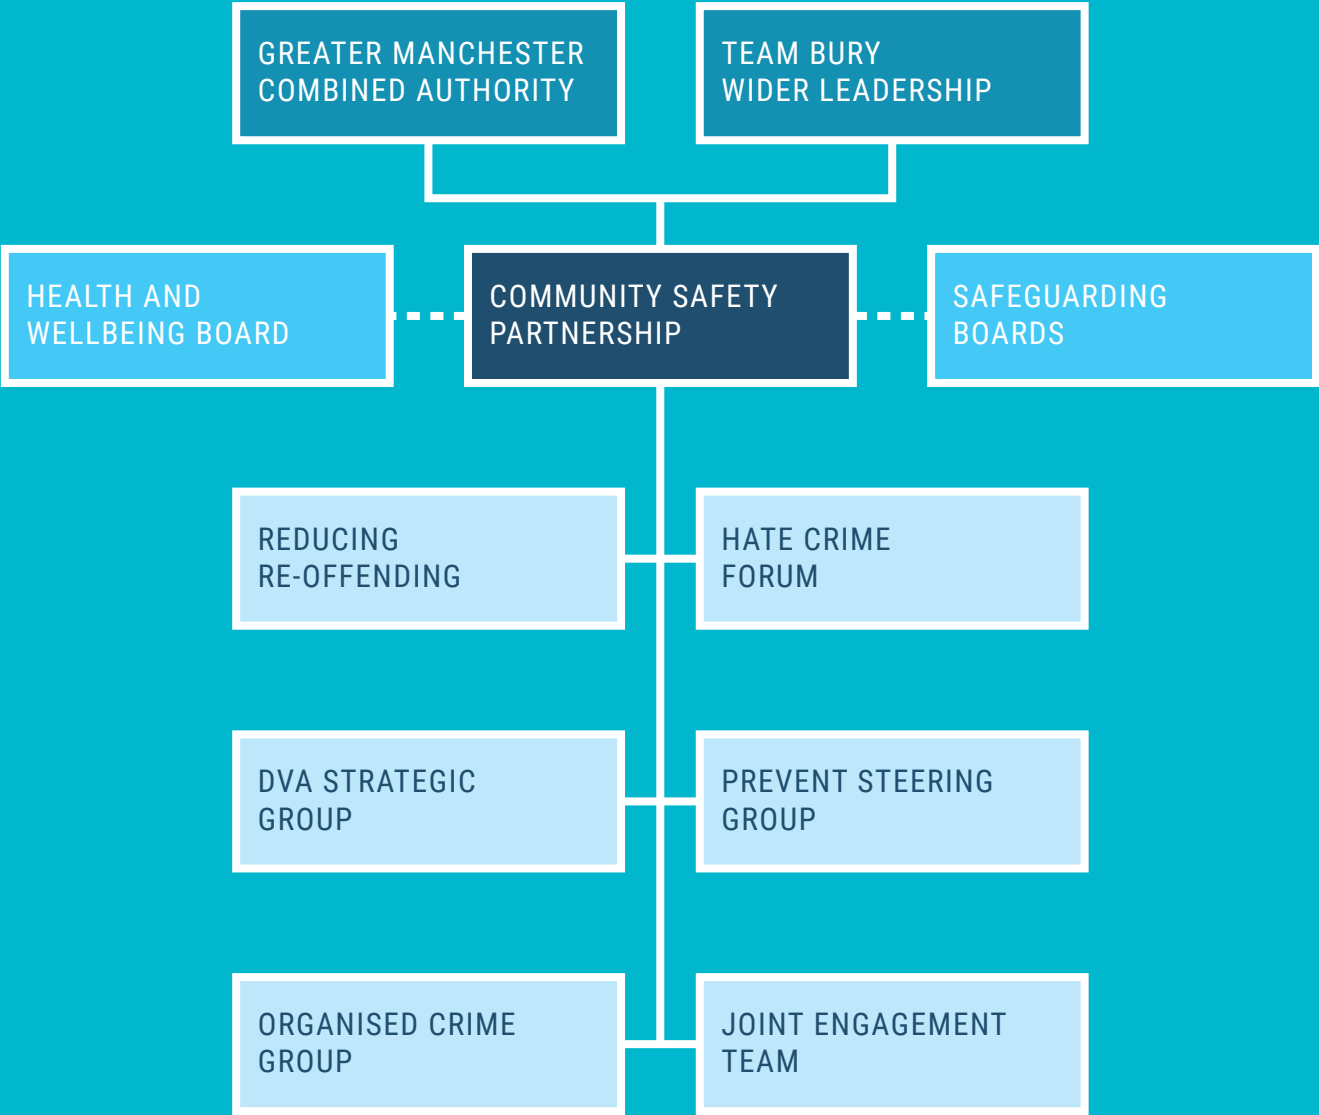 GREATER MANCHESTER
COMBINED AUTHORITY
TEAM BURY
WIDER LEADERSHIP
HEALTH AND
WELLBEING BOARD
COMMUNITY SAFETY
PARTNERSHIP
SAFEGUARDING
BOARDS
REDUCING
RE-OFFENDING
HATE CRIME
FORUM
DVA STRATEGIC
GROUP
PREVENT STEERING
GROUP
ORGANISED CRIME
GROUP
JOINT ENGAGEMENT
TEAM